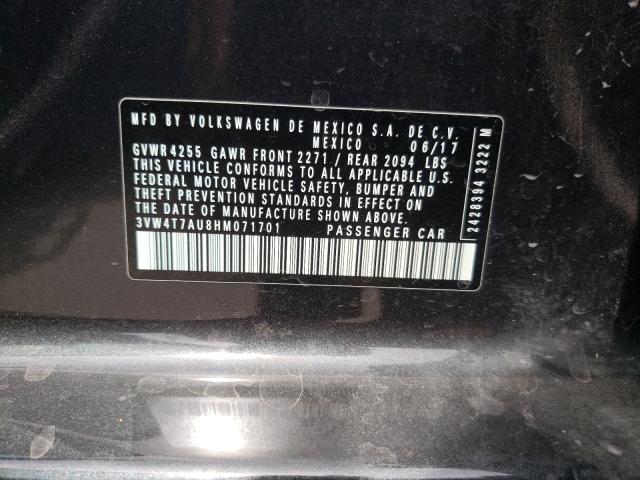 MFD BY VOLKSWAGEN DE MEXICO S.A. DE C.V.
MEXICO 06/17
GVWR 4255 GAWR FRONT 2271 / REAR 2094 LBS
THIS VEHICLE CONFORMS TO ALL APPLICABLE U.S.
FEDERAL MOTOR VEHICLE SAFETY, BUMPER AND
THEFT PREVENTION STANDARDS IN EFFECT ON
DATE OF MANUFACTURE SHOWN ABOVE.
3VW4T7AU8HM071701 PASSENGER CAR
2428394 3222 M